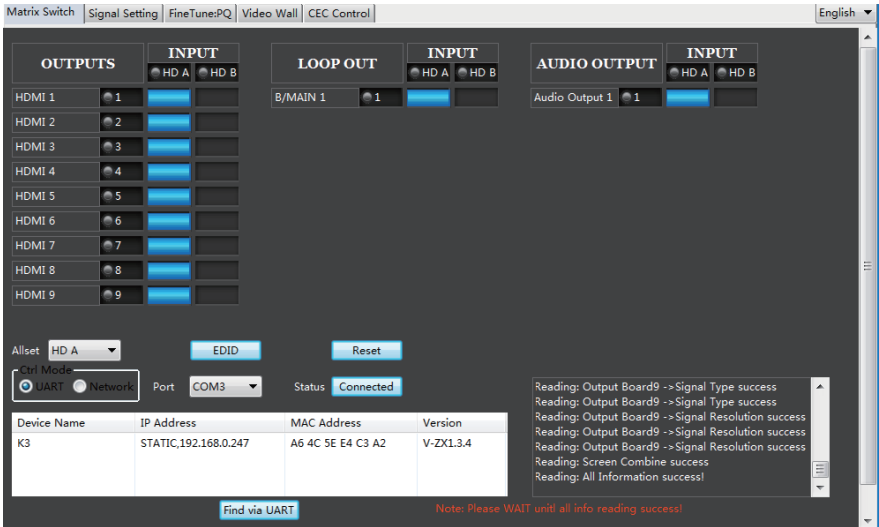 Matrix Switch Signal Setting FineTune:PQ Video Wall CEC Control English
OUTPUTS INPUT LOOP OUT INPUT AUDIO OUTPUT INPUT
HD A HD B HD A HD B HD A HD B
HDMI 1 1 B/MAIN 1 1 Audio Output 1 1
HDMI 2 2
HDMI 3 3
HDMI 4 4
HDMI 5 5
HDMI 6 6
HDMI 7 7
HDMI 8 8
HDMI 9 9
Allset HD A EDID Reset
Ctrl Mode
UART Network Port COM3 Status Connected
Device Name IP Address MAC Address Version
K3 STATIC,192.168.0.247 A6 4C 5E E4 C3 A2 V-ZX1.3.4
Reading: Output Board9 ->Signal Type success
Reading: Output Board9 ->Signal Type success
Reading: Output Board9 ->Signal Resolution success
Reading: Output Board9 ->Signal Resolution success
Reading: Output Board9 ->Signal Resolution success
Reading: Screen Combine success
Reading: All Information success!
Find via UART Note: Please WAIT unitl all info reading success!